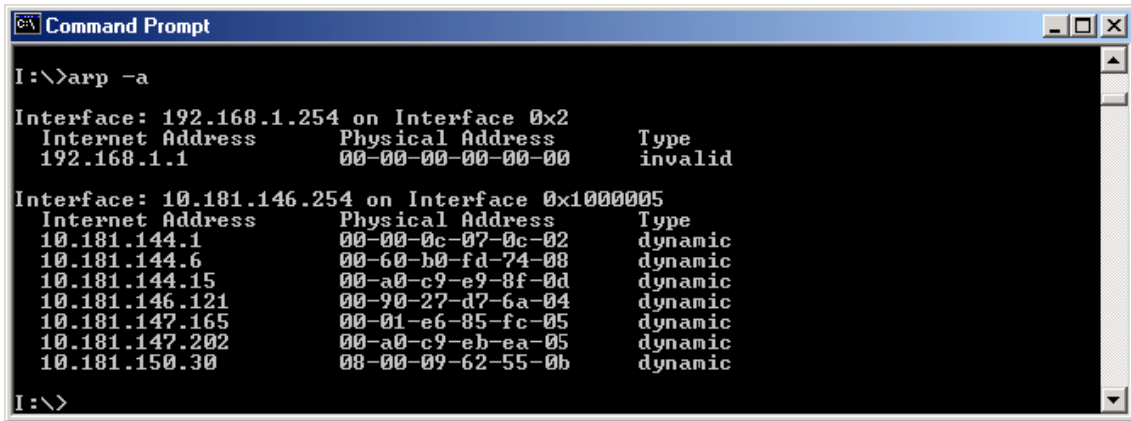 Command Prompt
I:\>arp -a
Interface: 192.168.1.254 on Interface 0x2
Internet Address Physical Address Type
192.168.1.1 00-00-00-00-00-00 invalid
Interface: 10.181.146.254 on Interface 0x1000005
Internet Address Physical Address Type
10.181.144.1 00-00-0c-07-0c-02 dynamic
10.181.144.6 00-60-b0-fd-74-08 dynamic
10.181.144.15 00-a0-c9-e9-8f-0d dynamic
10.181.146.121 00-90-27-d7-6a-04 dynamic
10.181.147.165 00-01-e6-85-fc-05 dynamic
10.181.147.202 00-a0-c9-eb-ea-05 dynamic
10.181.150.30 08-00-09-62-55-0b dynamic
I:\>